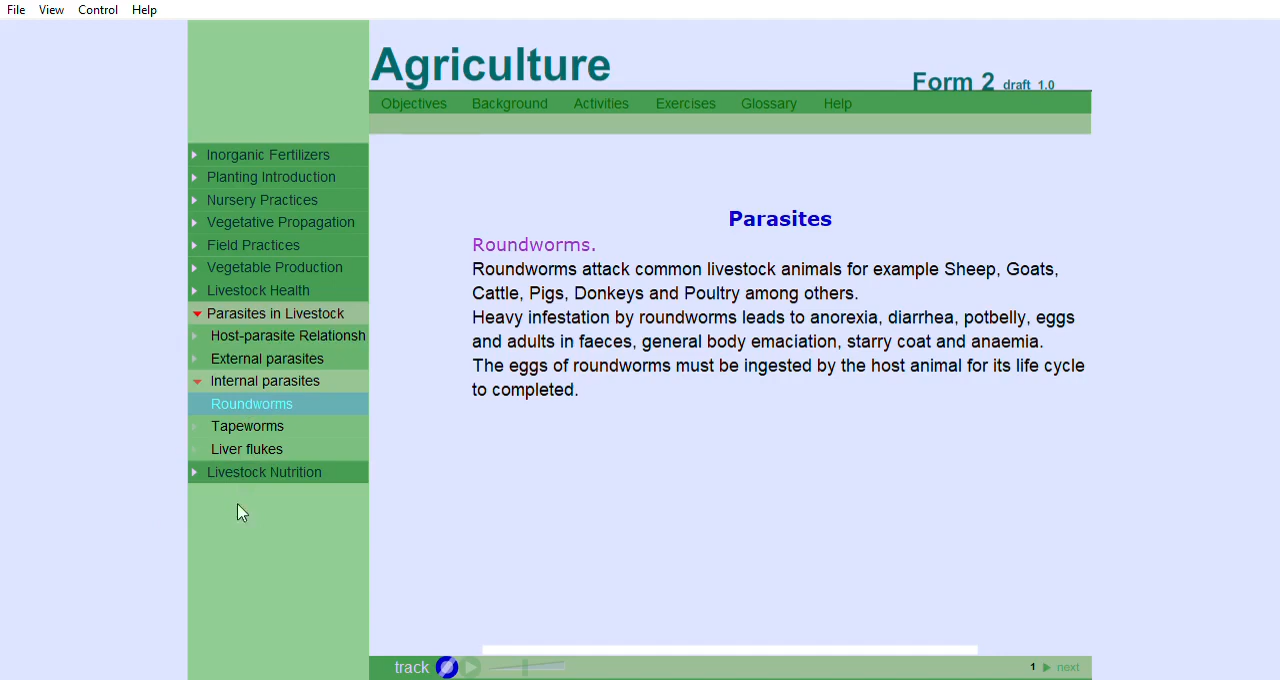 File View Control Help
Agriculture
Form 2 draft 1.0
Objectives Background Activities Exercises Glossary Help
Inorganic Fertilizers
Planting Introduction
Nursery Practices
Vegetative Propagation
Field Practices
Vegetable Production
Livestock Health
Parasites in Livestock
Host-parasite Relationsh
External parasites
Internal parasites
Roundworms
Tapeworms
Liver flukes
Livestock Nutrition
Parasites
Roundworms.
Roundworms attack common livestock animals for example Sheep, Goats,
Cattle, Pigs, Donkeys and Poultry among others.
Heavy infestation by roundworms leads to anorexia, diarrhea, potbelly, eggs
and adults in faeces, general body emaciation, starry coat and anaemia.
The eggs of roundworms must be ingested by the host animal for its life cycle
to completed.
track
1 next